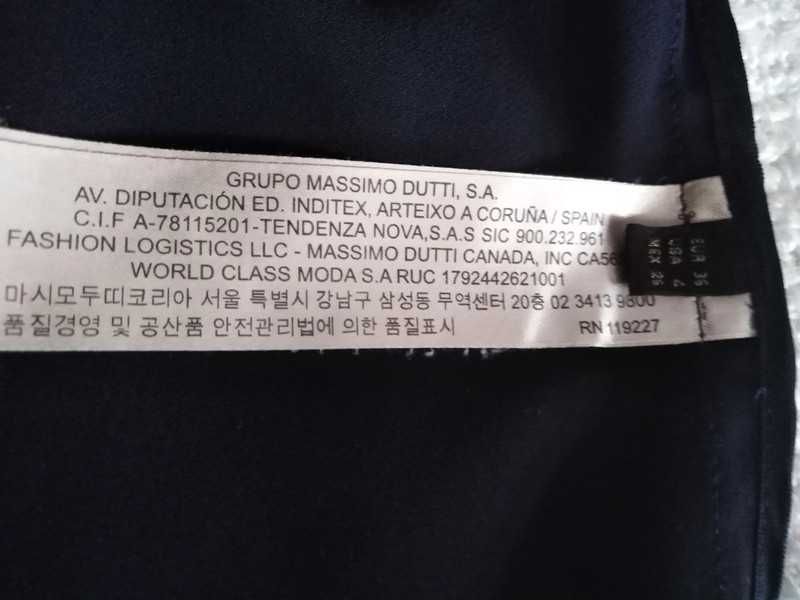 GRUPO MASSIMO DUTTI, S.A.
AV. DIPUTACIÓN ED. INDITEX, ARTEIXO A CORUÑA / SPAIN
C.I.F A-78115201-TENDENZA NOVA,S.A.S SIC 900.232.961
FASHION LOGISTICS LLC - MASSIMO DUTTI CANADA, INC
WORLD CLASS MODA S.A RUC 1792442621001
마시모두띠코리아 서울 특별시 강남구 삼성동 무역센터 20층 02 3413 9800
품질경영 및 공산품 안전관리법에 의한 품질표시
RN 119227
EUR 36
USA 4
MEX 26